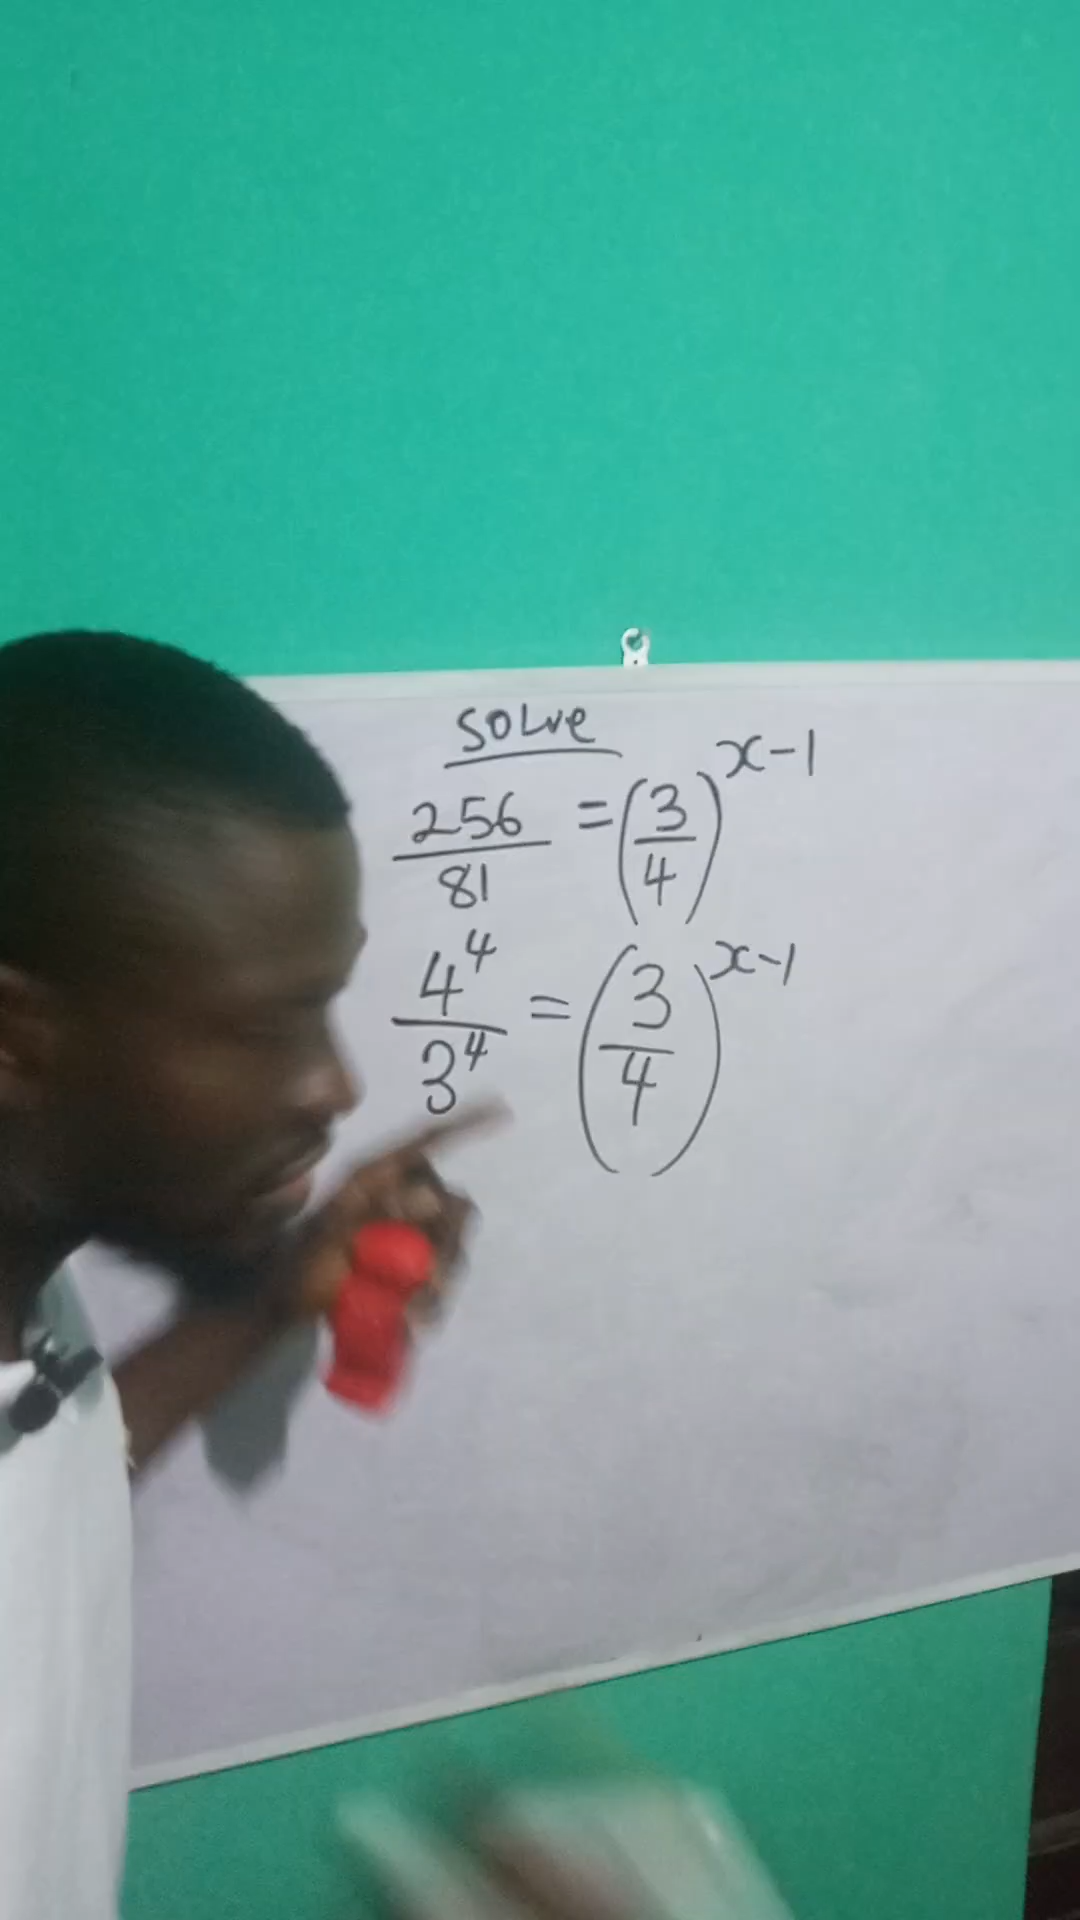 solve
256/81 = (3/4)^x-1
4^4/3^4 = (3/4)^x-1